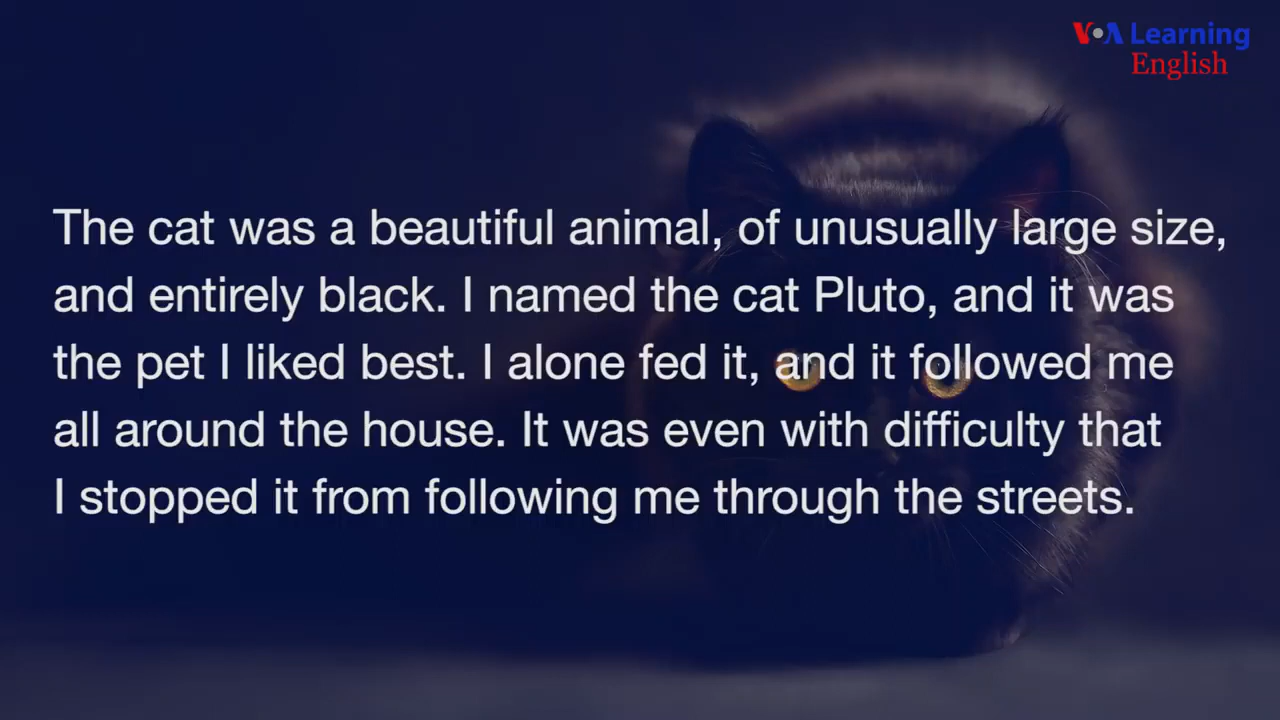 VOA Learning
English
The cat was a beautiful animal, of unusually large size,
and entirely black. I named the cat Pluto, and it was
the pet I liked best. I alone fed it, and it followed me
all around the house. It was even with difficulty that
I stopped it from following me through the streets.